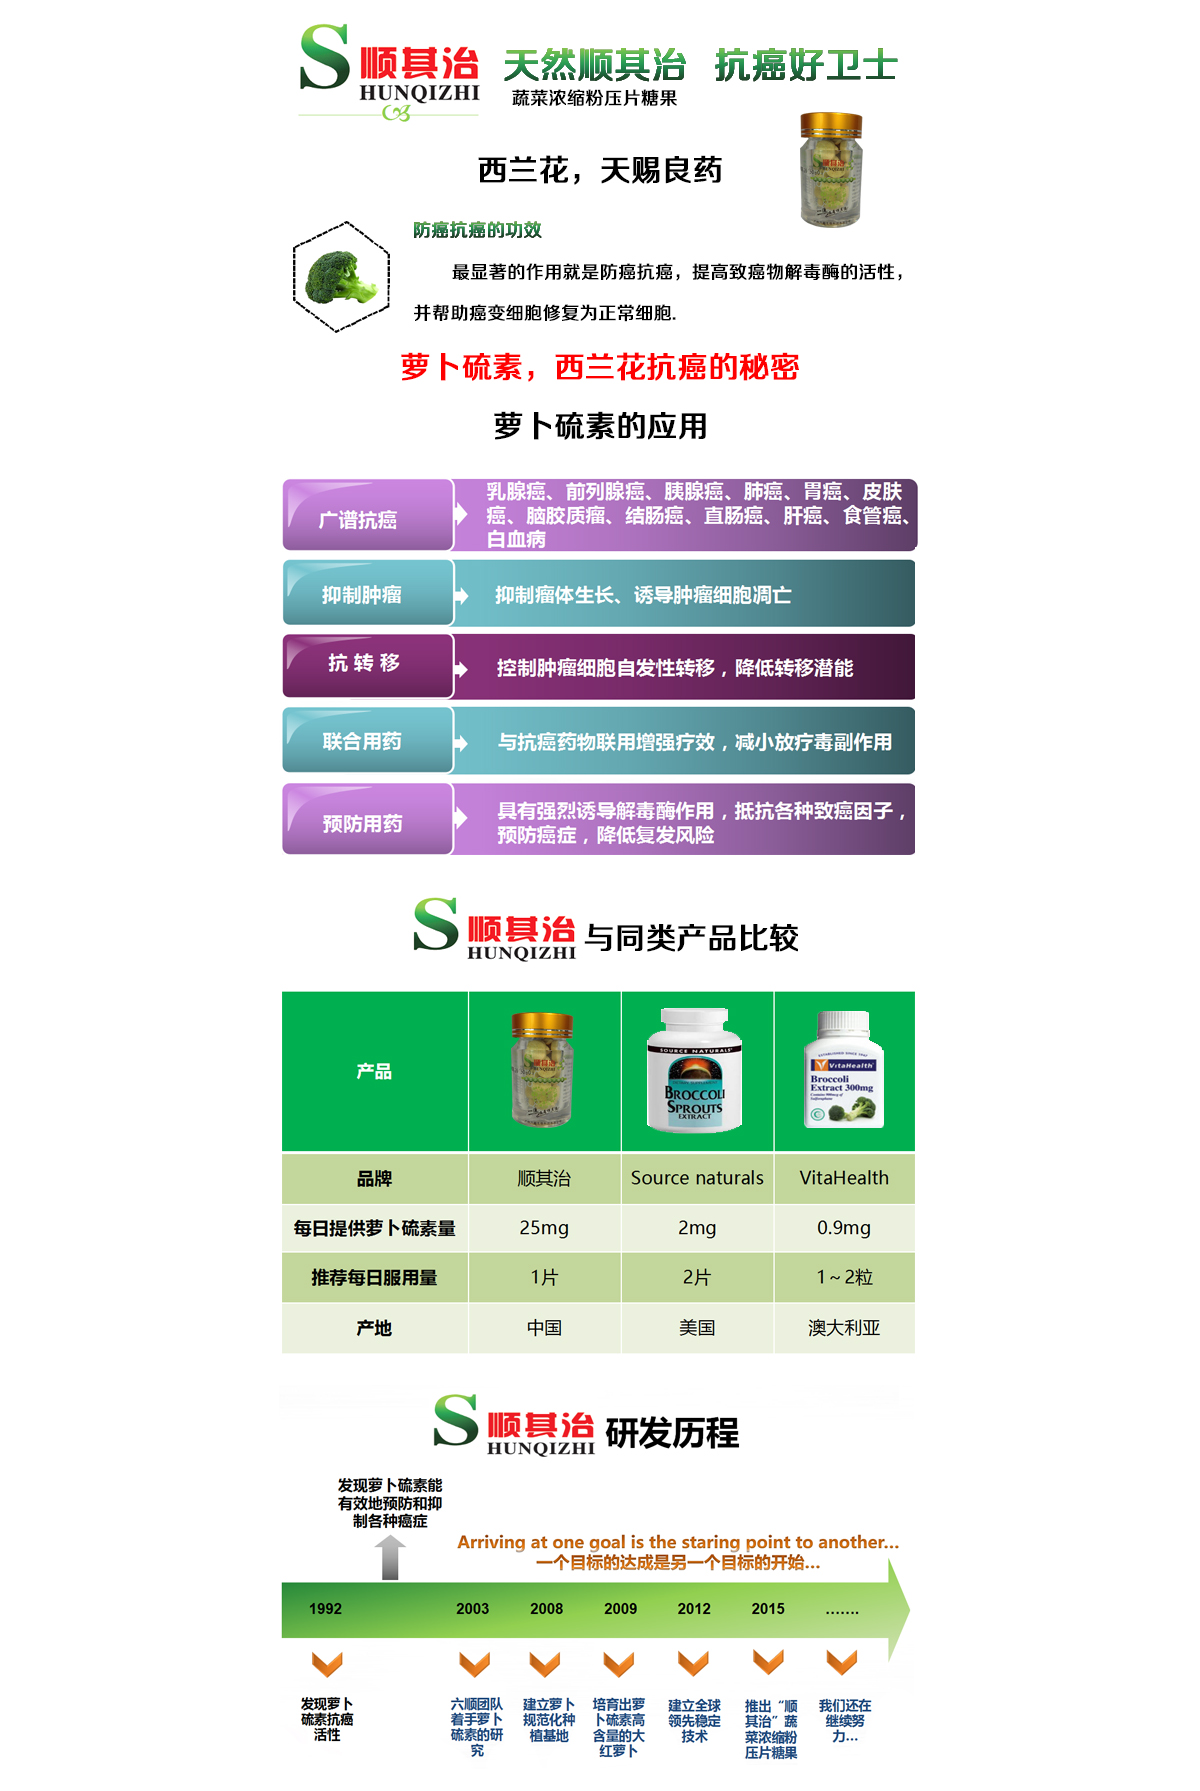 S 顺其治
HUNQIZHI
天然顺其治 抗癌好卫士
蔬菜浓缩粉压片糖果
西兰花，天赐良药
防癌抗癌的功效
最显著的作用就是防癌抗癌，提高致癌物解毒酶的活性，
并帮助癌变细胞修复为正常细胞.
萝卜硫素，西兰花抗癌的秘密
萝卜硫素的应用
广谱抗癌
乳腺癌、前列腺癌、胰腺癌、肺癌、胃癌、皮肤
癌、脑胶质瘤、结肠癌、直肠癌、肝癌、食管癌、
白血病
抑制肿瘤
抑制瘤体生长、诱导肿瘤细胞凋亡
抗 转 移
控制肿瘤细胞自发性转移，降低转移潜能
联合用药
与抗癌药物联用增强疗效，减小放疗毒副作用
预防用药
具有强烈诱导解毒酶作用，抵抗各种致癌因子，
预防癌症，降低复发风险
S 顺其治
HUNQIZHI
与同类产品比较
产品
顺其治
HUNQIZHI
SOURCE NATURALS
BROCCOLI
SPROUTS
EXTRACT
VitaHealth
Broccoli
Extract 300mg
品牌 顺其治 Source naturals VitaHealth
每日提供萝卜硫素量 25mg 2mg 0.9mg
推荐每日服用量 1片 2片 1～2粒
产地 中国 美国 澳大利亚
S 顺其治
HUNQIZHI
研发历程
发现萝卜硫素能
有效地预防和抑
制各种癌症
Arriving at one goal is the staring point to another...
一个目标的达成是另一个目标的开始...
1992 2003 2008 2009 2012 2015 .......
发现萝卜
硫素抗癌
活性
六顺团队
着手萝卜
硫素的研
究
建立萝卜
规范化种
植基地
培育出萝
卜硫素高
含量的大
红萝卜
建立全球
领先稳定
技术
推出“顺
其治”蔬
菜浓缩粉
压片糖果
我们还在
继续努
力...